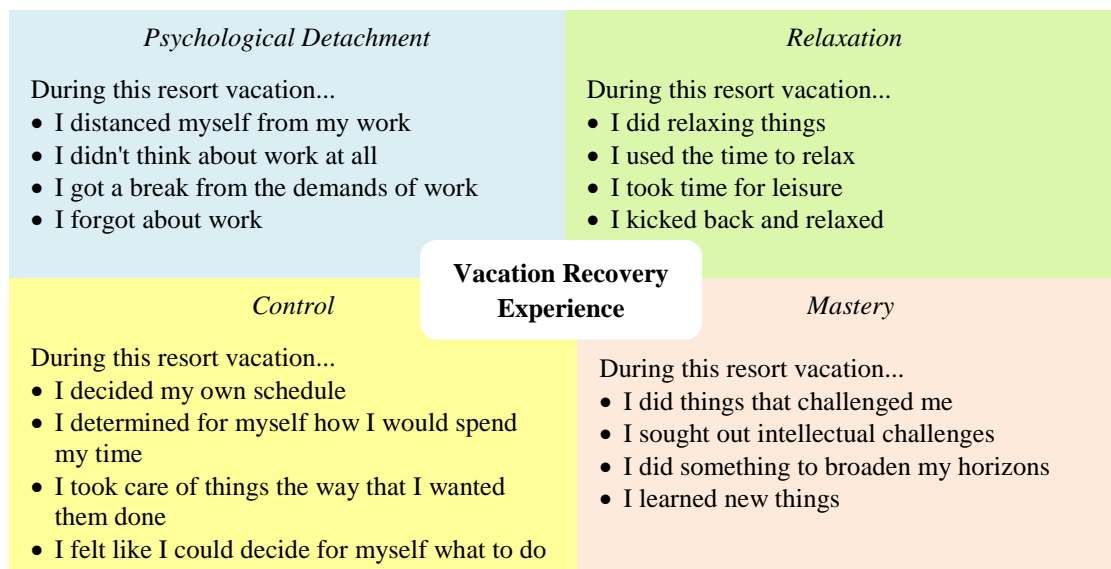 Psychological Detachment
During this resort vacation...
• I distanced myself from my work
• I didn't think about work at all
• I got a break from the demands of work
• I forgot about work
Relaxation
During this resort vacation...
• I did relaxing things
• I used the time to relax
• I took time for leisure
• I kicked back and relaxed
Vacation Recovery
Experience
Control
During this resort vacation...
• I decided my own schedule
• I determined for myself how I would spend
my time
• I took care of things the way that I wanted
them done
• I felt like I could decide for myself what to do
Mastery
During this resort vacation...
• I did things that challenged me
• I sought out intellectual challenges
• I did something to broaden my horizons
• I learned new things